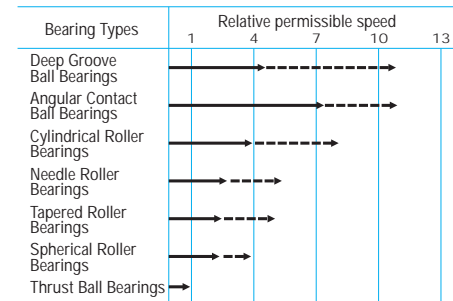 Bearing Types
Relative permissible speed
1 4 7 10 13
Deep Groove
Ball Bearings
Angular Contact
Ball Bearings
Cylindrical Roller
Bearings
Needle Roller
Bearings
Tapered Roller
Bearings
Spherical Roller
Bearings
Thrust Ball Bearings